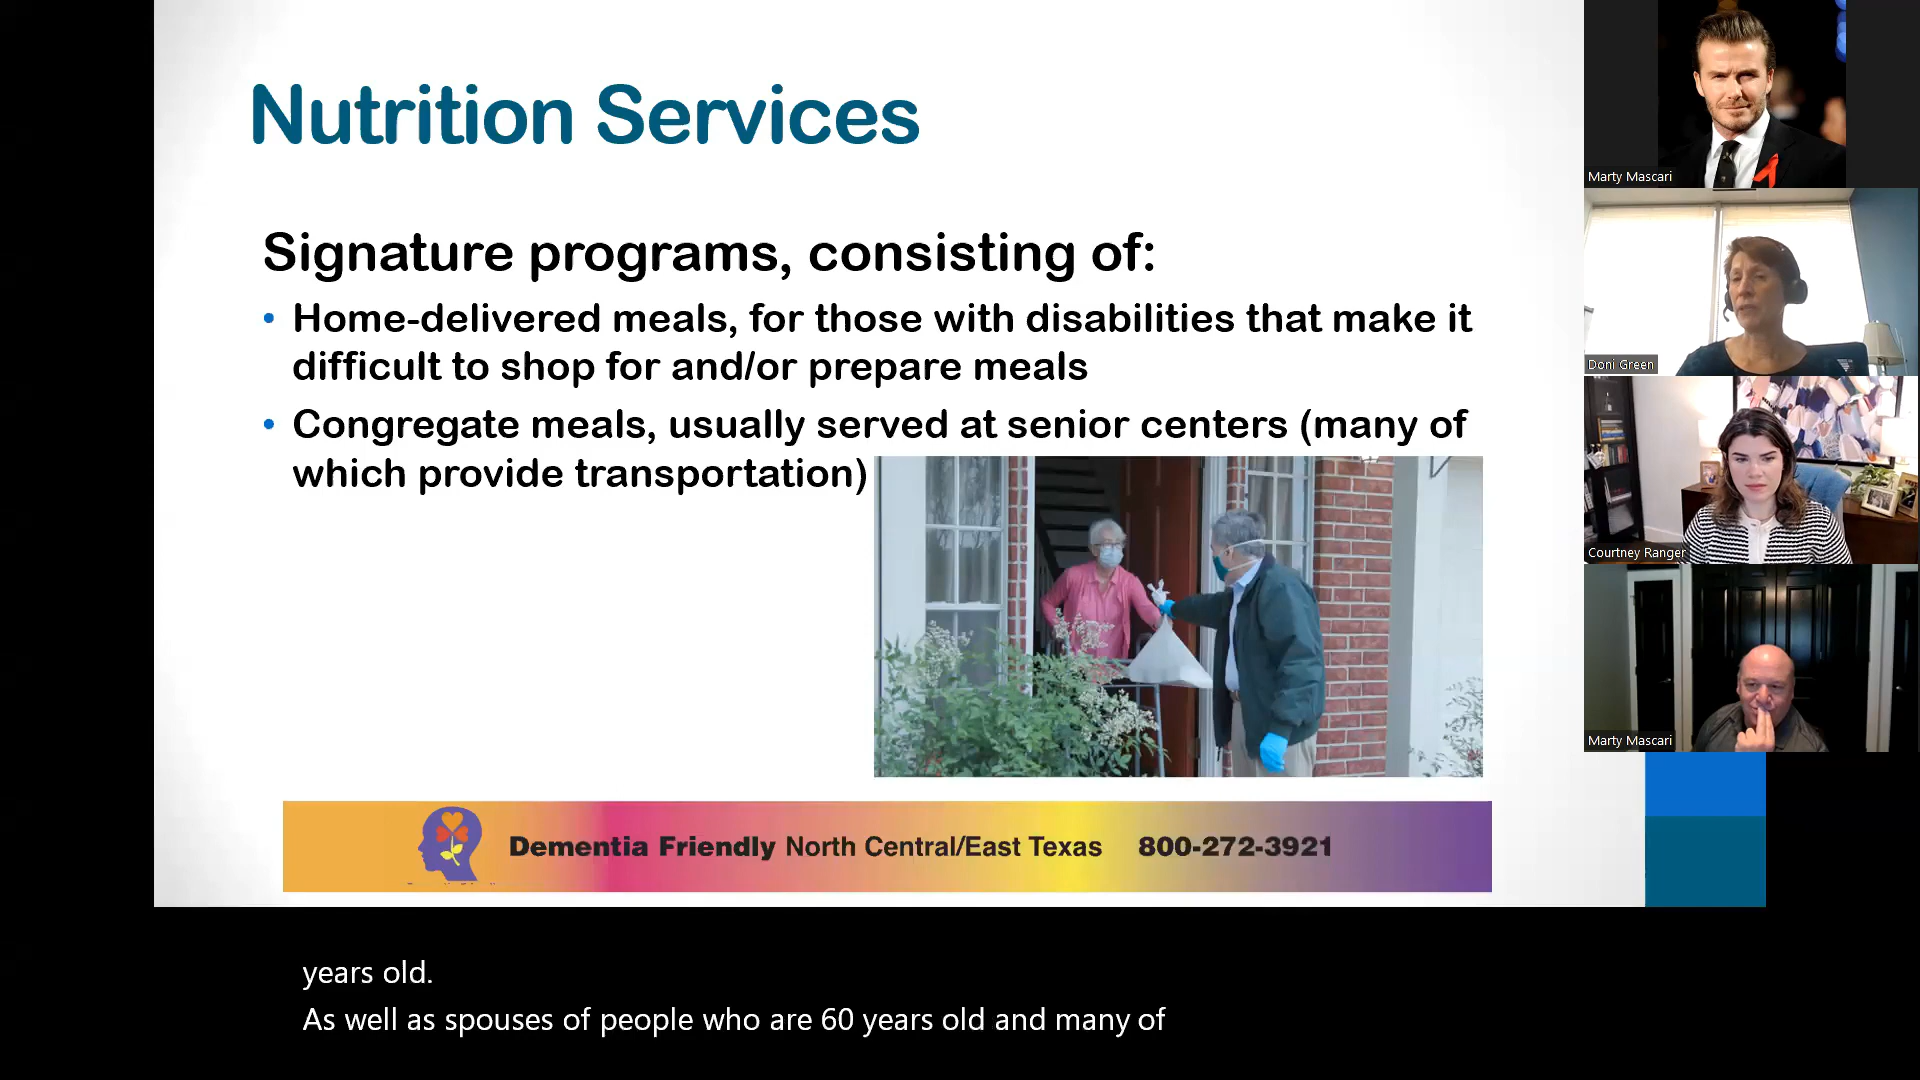 Nutrition Services
Signature programs, consisting of:
• Home-delivered meals, for those with disabilities that make it
difficult to shop for and/or prepare meals
• Congregate meals, usually served at senior centers (many of
which provide transportation)
Dementia Friendly North Central/East Texas 800-272-3921
years old.
As well as spouses of people who are 60 years old and many of
Marty Mascari
Doni Green
Courtney Ranger
Marty Mascari